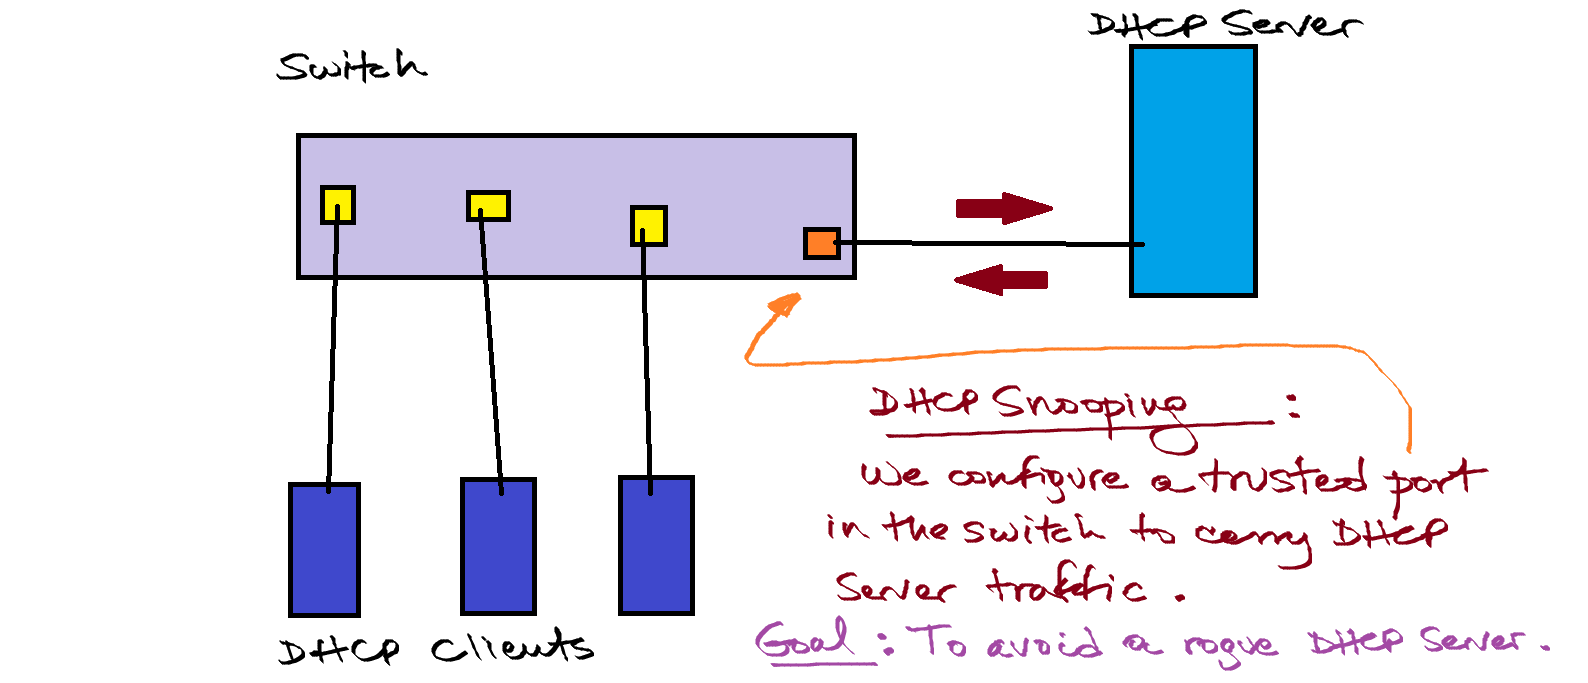 DHCP Server
Switch
DHCP Snooping :
We configure a trusted port
in the switch to carry DHCP
Server traffic.
Goal : To avoid a rogue DHCP Server.
DHCP Clients